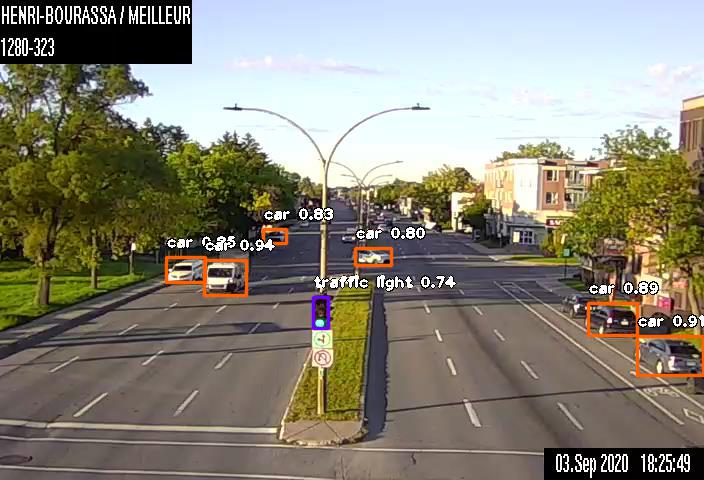 HENRI-BOURASSA / MEILLEUR
1280-323
car 0.83
car 0.80
car 0.94
traffic light 0.74
car 0.89
car 0.91
03.Sep 2020 18:25:49